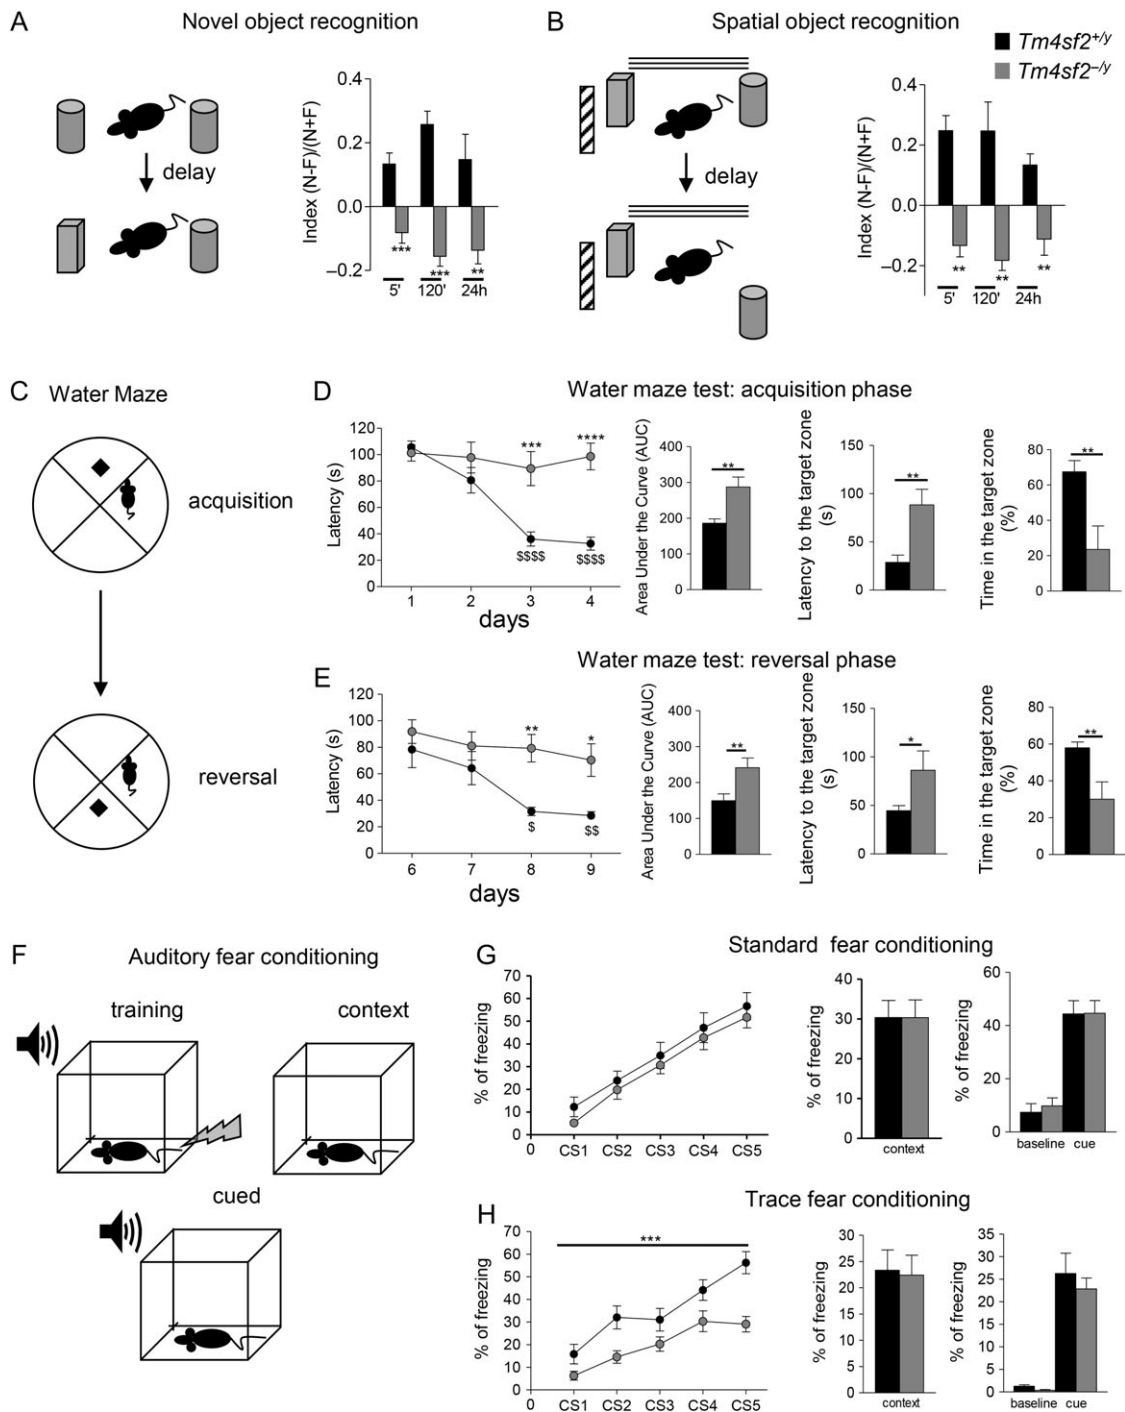 A Novel object recognition
delay
Index (N-F)/(N+F)
0.4
0.2
0.0
–0.2
***
***
**
5' 120' 24h
B Spatial object recognition
Tm4sf2+/y
Tm4sf2–/y
delay
Index (N-F)/(N+F)
0.4
0.2
0.0
–0.2
**
**
**
5' 120' 24h
C Water Maze
acquisition
reversal
D Water maze test: acquisition phase
Latency (s)
120
100
80
60
40
20
0
*** ****
$$$$ $$$$
1 2 3 4
days
Area Under the Curve (AUC)
400
300
200
100
0
**
Latency to the target zone (s)
150
100
50
0
**
Time in the target zone (%)
80
60
40
20
0
**
E Water maze test: reversal phase
Latency (s)
120
100
80
60
40
20
0
** *
$ $$
6 7 8 9
days
Area Under the Curve (AUC)
400
300
200
100
0
**
Latency to the target zone (s)
150
100
50
0
*
Time in the target zone (%)
80
60
40
20
0
**
F Auditory fear conditioning
training context
cued
G Standard fear conditioning
% of freezing
70
60
50
40
30
20
10
0
0 CS1 CS2 CS3 CS4 CS5
% of freezing
40
30
20
10
0
context
% of freezing
60
40
20
0
baseline cue
H Trace fear conditioning
% of freezing
70
60
50
40
30
20
10
0
***
0 CS1 CS2 CS3 CS4 CS5
% of freezing
30
25
20
15
10
5
0
context
% of freezing
35
30
25
20
15
10
5
0
baseline cue